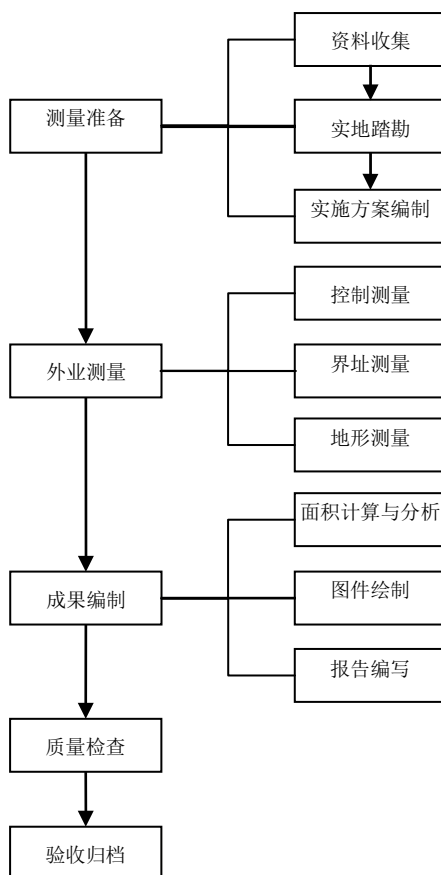 资料收集
测量准备
实地踏勘
实施方案编制
控制测量
外业测量
界址测量
地形测量
面积计算与分析
成果编制
图件绘制
报告编写
质量检查
验收归档